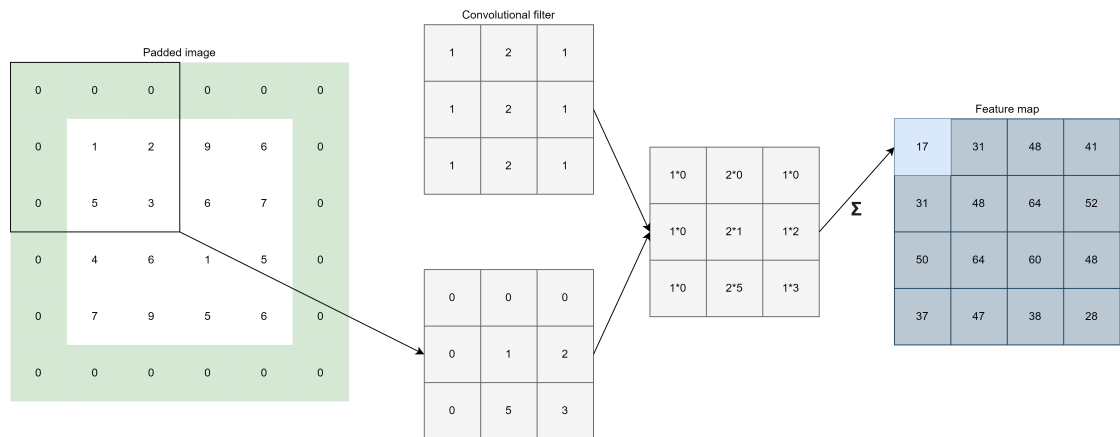 Convolutional filter
1 2 1
1 2 1
1 2 1
Padded image
0 0 0 0 0 0
0 1 2 9 6 0
0 5 3 6 7 0
0 4 6 1 5 0
0 7 9 5 6 0
0 0 0 0 0 0
0 0 0
0 1 2
0 5 3
1*0 2*0 1*0
1*0 2*1 1*2
1*0 2*5 1*3
Σ
Feature map
17 31 48 41
31 48 64 52
50 64 60 48
37 47 38 28